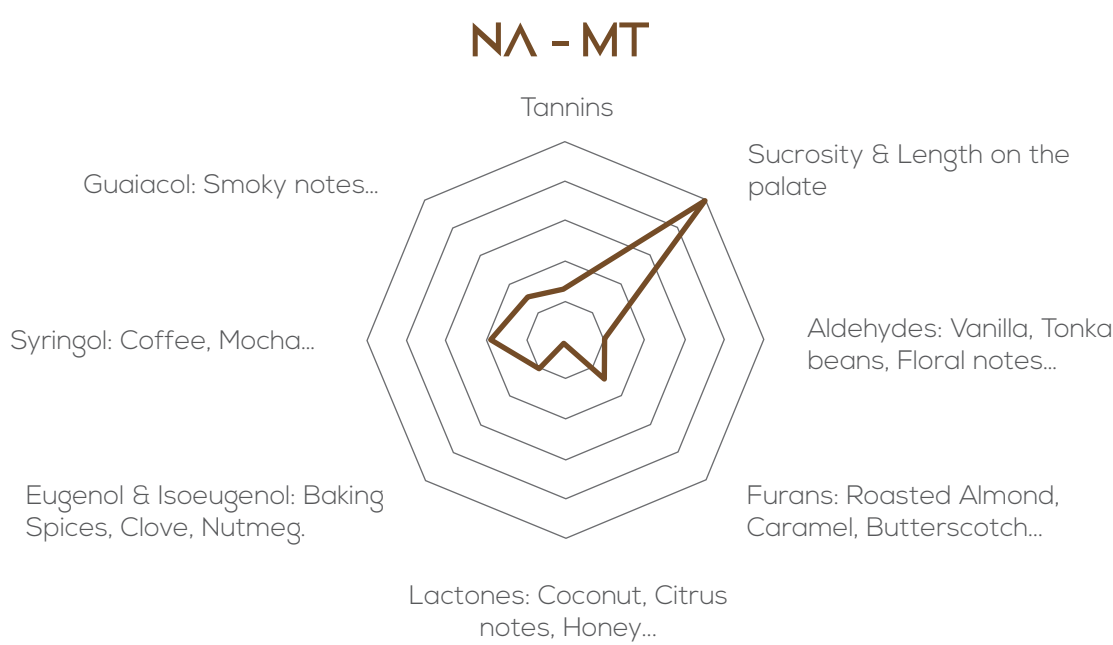 NA - MT
Tannins
Sucrosity & Length on the
palate
Guaiacol: Smoky notes...
Aldehydes: Vanilla, Tonka
beans, Floral notes...
Syringol: Coffee, Mocha...
Eugenol & Isoeugenol: Baking
Spices, Clove, Nutmeg.
Furans: Roasted Almond,
Caramel, Butterscotch...
Lactones: Coconut, Citrus
notes, Honey...